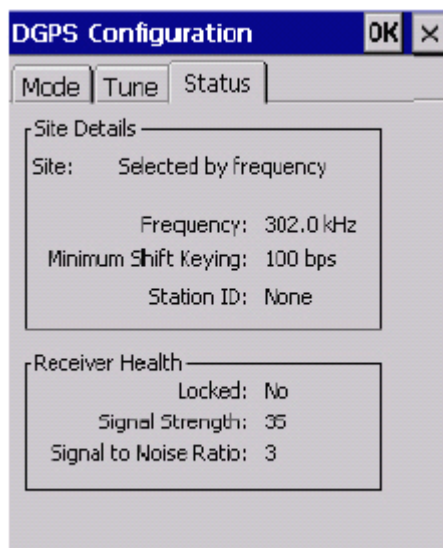 DGPS Configuration OK ×
Mode Tune Status
Site Details
Site: Selected by frequency
Frequency: 302.0 kHz
Minimum Shift Keying: 100 bps
Station ID: None
Receiver Health
Locked: No
Signal Strength: 35
Signal to Noise Ratio: 3